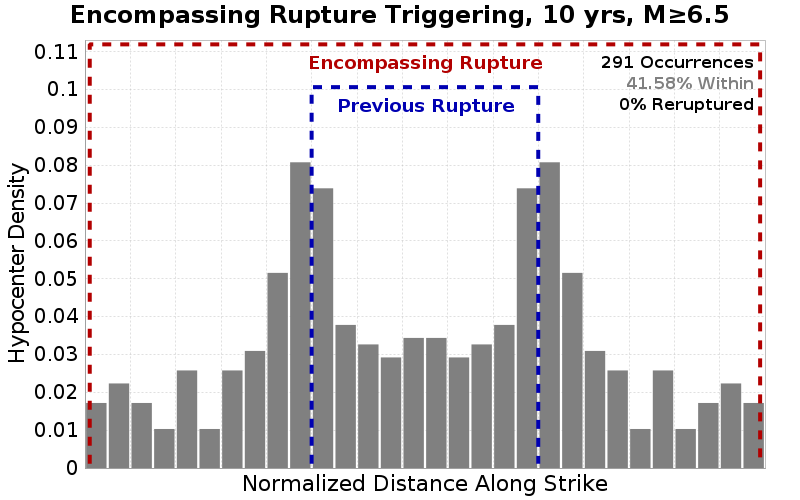 Encompassing Rupture Triggering, 10 yrs, M≥6.5
Encompassing Rupture
Previous Rupture
291 Occurrences
41.58% Within
0% Reruptured
Hypocenter Density
0.11
0.1
0.09
0.08
0.07
0.06
0.05
0.04
0.03
0.02
0.01
0
Normalized Distance Along Strike